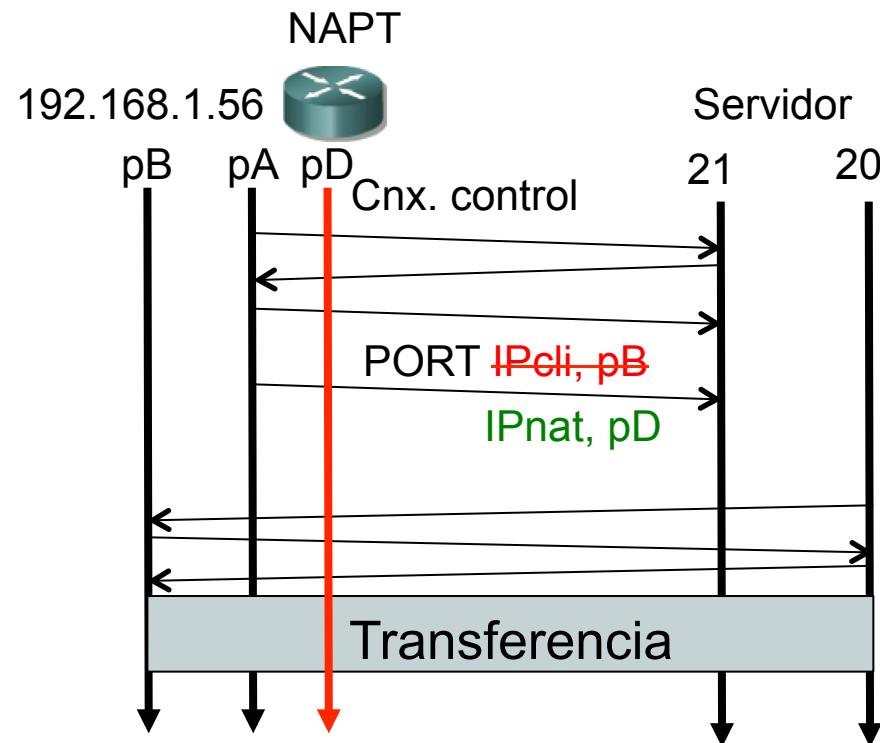 NAPT
192.168.1.56
Servidor
pB pA pD 21 20
Cnx. control
PORT IPcli, pB
IPnat, pD
Transferencia